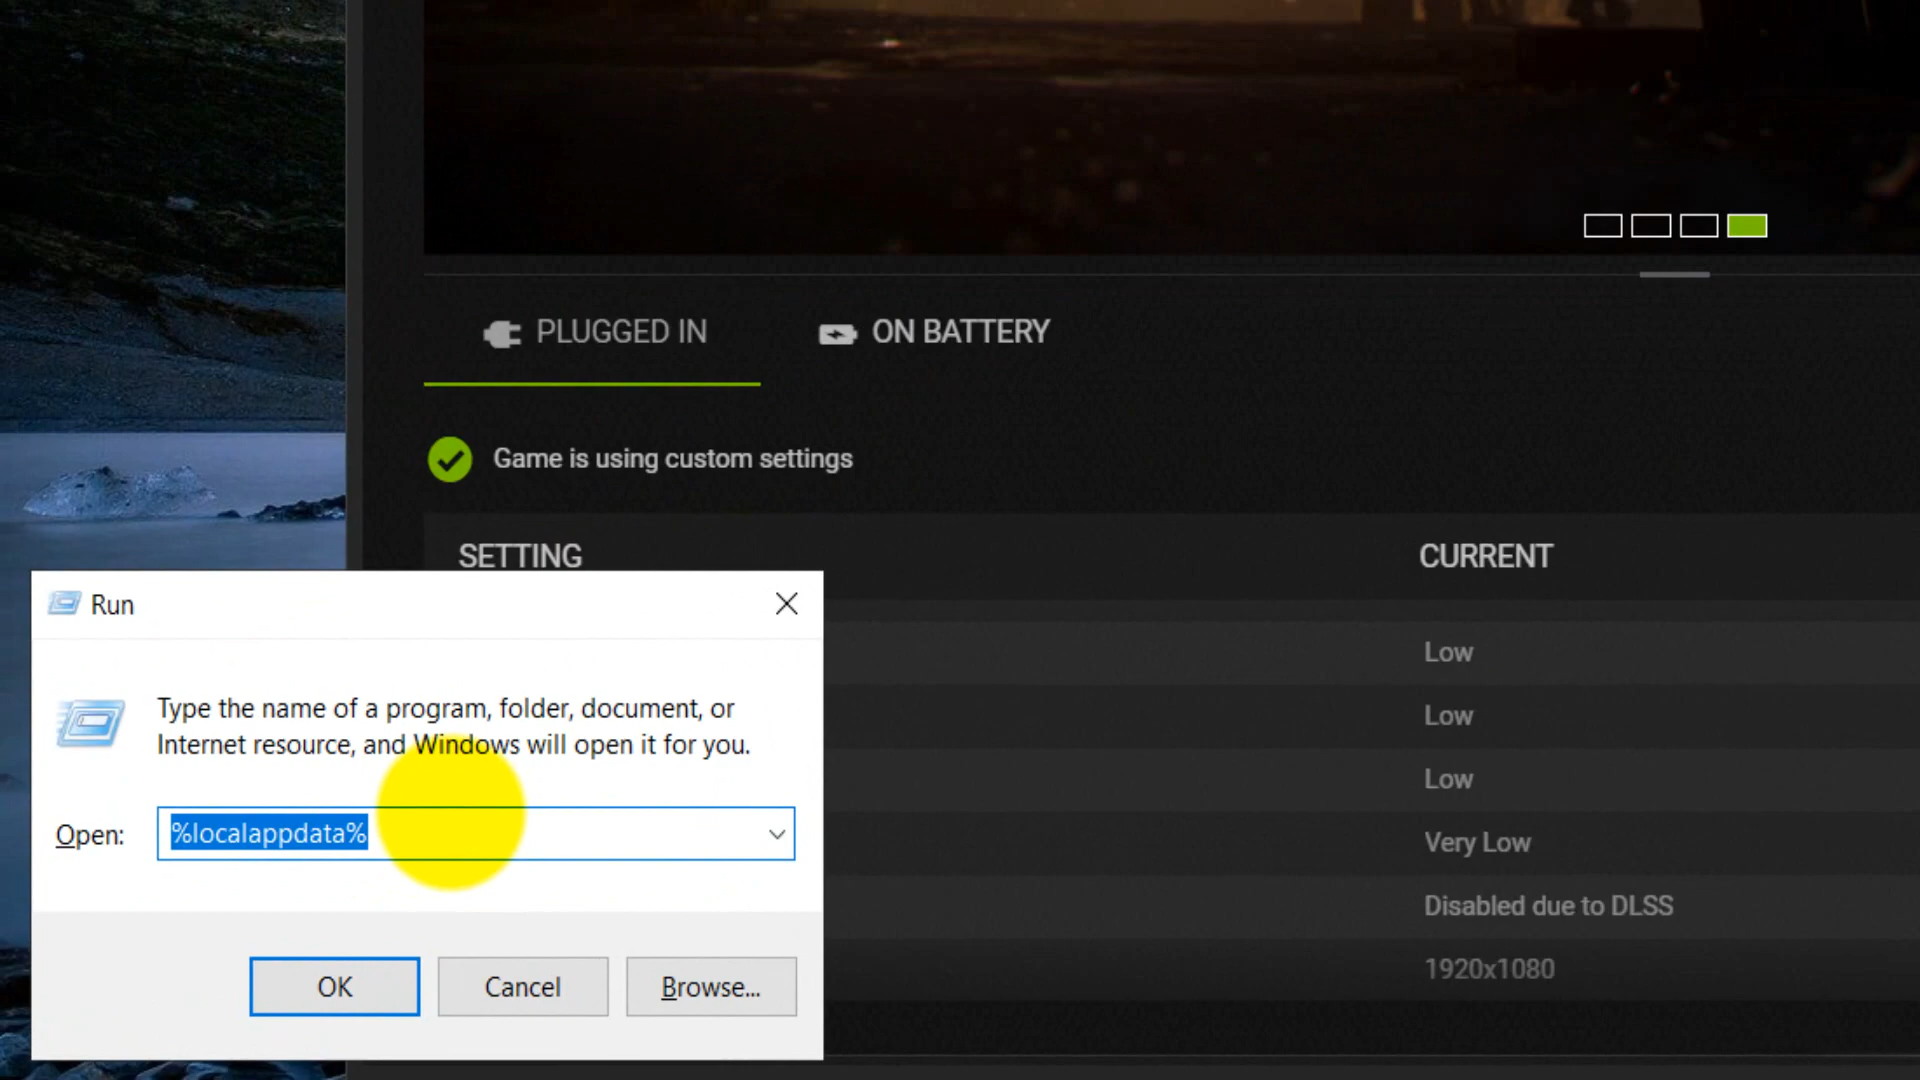 PLUGGED IN
ON BATTERY
Game is using custom settings
SETTING
CURRENT
Low
Low
Low
Very Low
Disabled due to DLSS
1920x1080
Run
Type the name of a program, folder, document, or
Internet resource, and Windows will open it for you.
Open:
%localappdata%
OK
Cancel
Browse...